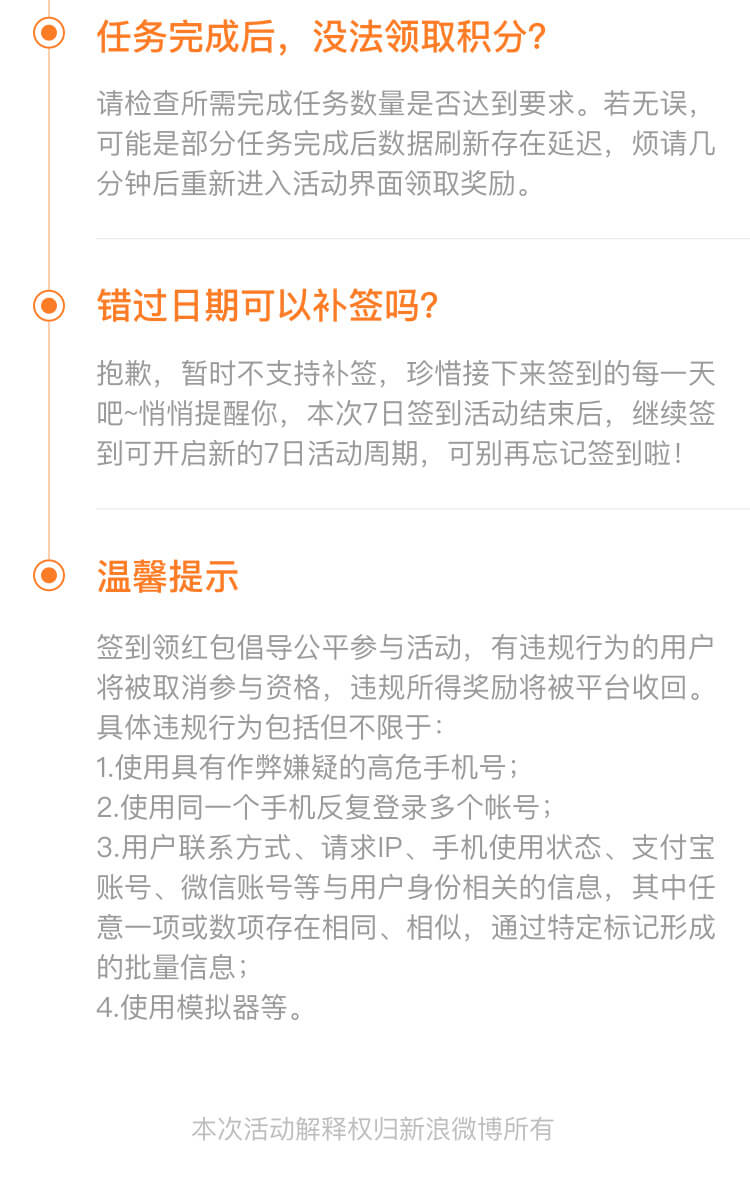 任务完成后，没法领取积分？
请检查所需完成任务数量是否达到要求。若无误，
可能是部分任务完成后数据刷新存在延迟，烦请几
分钟后重新进入活动界面领取奖励。
错过日期可以补签吗？
抱歉，暂时不支持补签，珍惜接下来签到的每一天
吧~悄悄提醒你，本次7日签到活动结束后，继续签
到可开启新的7日活动周期，可别再忘记签到啦！
温馨提示
签到领红包倡导公平参与活动，有违规行为的用户
将被取消参与资格，违规所得奖励将被平台收回。
具体违规行为包括但不限于：
1.使用具有作弊嫌疑的高危手机号；
2.使用同一个手机反复登录多个帐号；
3.用户联系方式、请求IP、手机使用状态、支付宝
账号、微信账号等与用户身份相关的信息，其中任
意一项或数项存在相同、相似，通过特定标记形成
的批量信息；
4.使用模拟器等。
本次活动解释权归新浪微博所有